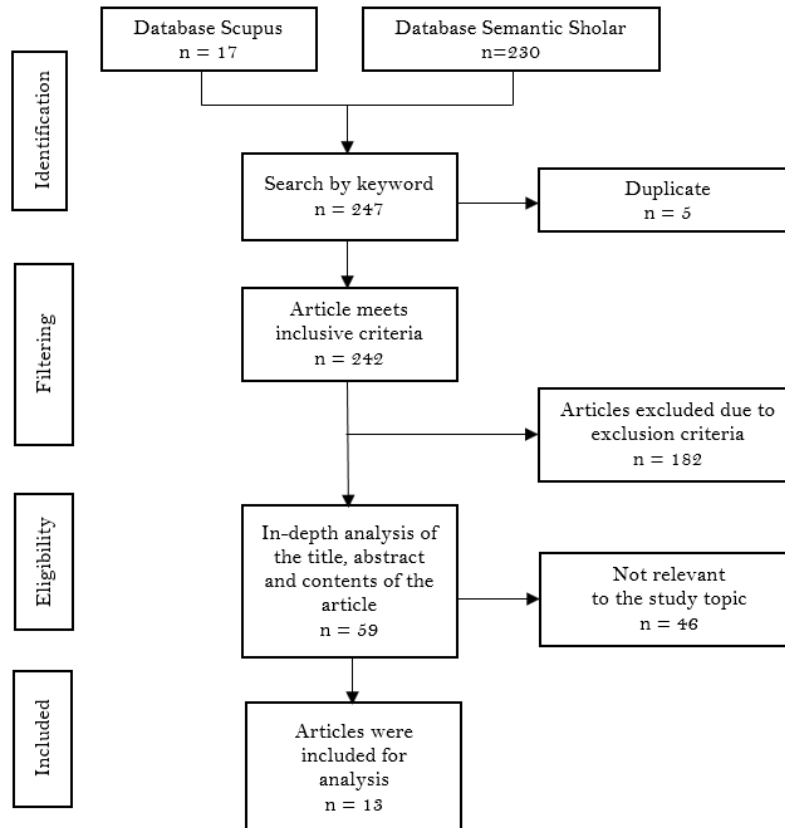 Database Scupus
n = 17
Database Semantic Sholar
n=230
Identification
Search by keyword
n = 247
Duplicate
n = 5
Filtering
Article meets
inclusive criteria
n = 242
Articles excluded due to
exclusion criteria
n = 182
Eligibility
In-depth analysis of
the title, abstract
and contents of the
article
n = 59
Not relevant
to the study topic
n = 46
Included
Articles were
included for
analysis
n = 13